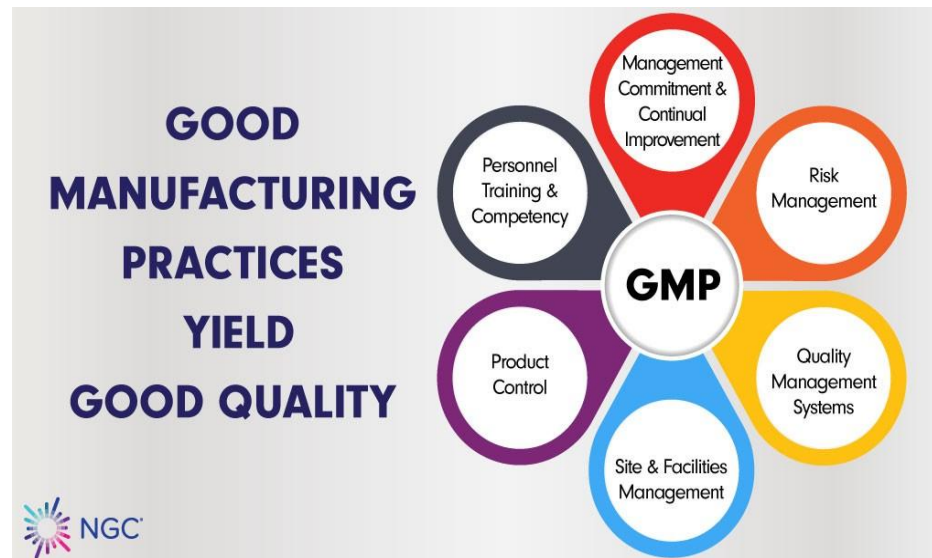 GOOD
MANUFACTURING
PRACTICES
YIELD
GOOD QUALITY
Management
Commitment &
Continual
Improvement
Risk
Management
Quality
Management
Systems
Site & Facilities
Management
Product
Control
Personnel
Training &
Competency
GMP
NGC